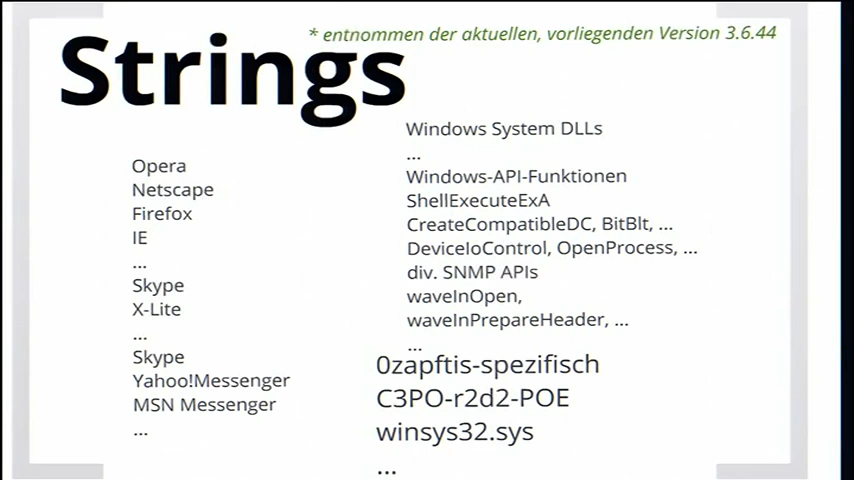 Strings
* entnommen der aktuellen, vorliegenden Version 3.6.44
Opera
Netscape
Firefox
IE
...
Skype
X-Lite
...
Skype
Yahoo!Messenger
MSN Messenger
...
Windows System DLLs
...
Windows-API-Funktionen
ShellExecuteExA
CreateCompatibleDC, BitBlt, ...
DeviceIoControl, OpenProcess, ...
div. SNMP APIs
waveInOpen,
waveInPrepareHeader, ...
...
0zapftis-spezifisch
C3PO-r2d2-POE
winsys32.sys
...